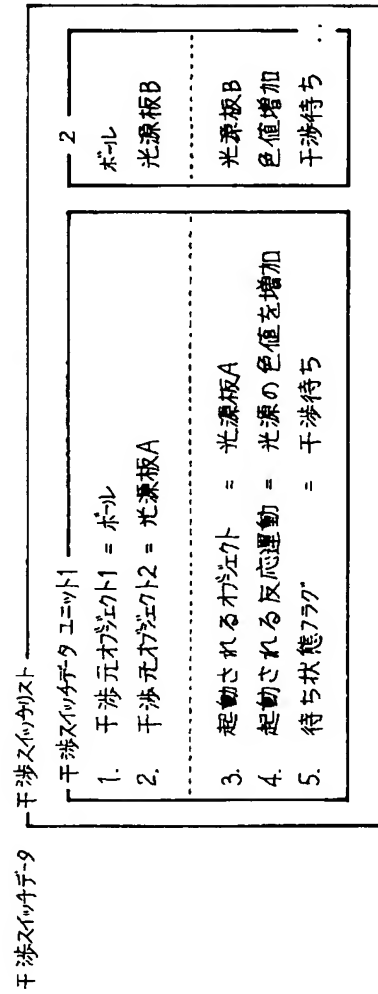 干渉スイッチデータ
干渉スイッチリスト
干渉スイッチデータ ユニット1
1. 干渉元オブジェクト1 = ボール
2. 干渉元オブジェクト2 = 光源板A
3. 起動されるオブジェクト = 光源板A
4. 起動される反応運動 = 光源の色値を増加
5. 待ち状態フラグ = 干渉待ち
2
ボール
光源板B
光源板B
色値増加
干渉待ち